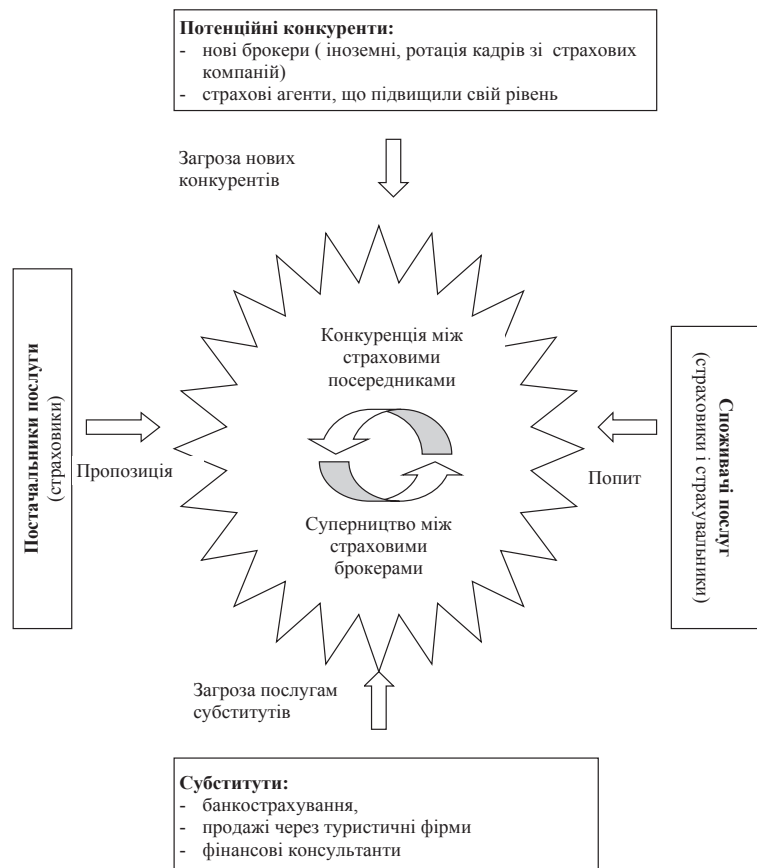 Потенційні конкуренти:
- нові брокери ( іноземні, ротація кадрів зі страхових
компаній)
- страхові агенти, що підвищили свій рівень
Загроза нових
конкурентів
Постачальники послуги
(страховики)
Пропозиція
Конкуренція між
страховими
посередниками
Суперництво між
страховими
брокерами
Попит
Споживачі послуг
(страховики і страхувальники)
Загроза послугам
субститутів
Субститути:
- банкострахування,
- продажі через туристичні фірми
- фінансові консультанти